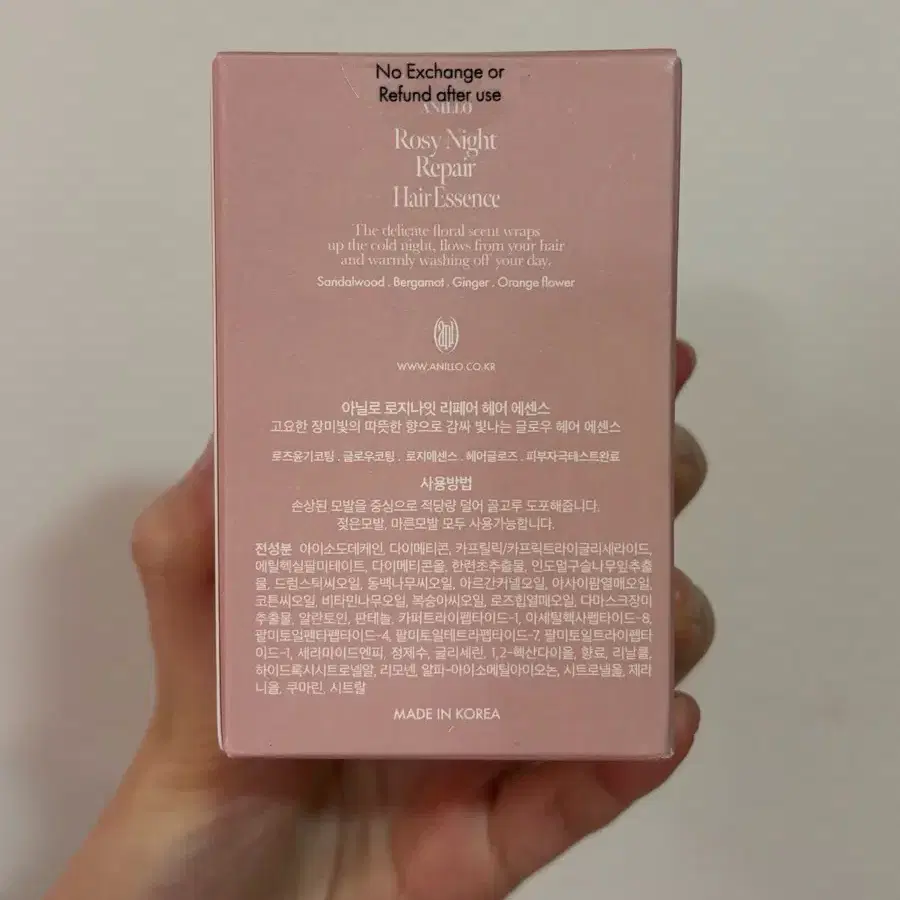 No Exchange or
Refund after use
ANILLO
Rosy Night
Repair
Hair Essence
The delicate floral scent wraps
up the cold night, flows from your hair
and warmly washing off your day.
Sandalwood . Bergamot . Ginger . Orange flower
WWW.ANILLO.CO.KR
아닐로 로지나잇 리페어 헤어 에센스
고요한 장미빛의 따뜻한 향으로 감싸 빛나는 글로우 헤어 에센스
로즈윤기코팅 . 글로우코팅 . 로지에센스 . 헤어글로즈 . 피부자극테스트완료
사용방법
손상된 모발을 중심으로 적당량 덜어 골고루 도포해줍니다.
젖은모발, 마른모발 모두 사용가능합니다.
전성분 아이소도데케인, 다이메티콘, 카프릴릭/카프릭트라이글리세라이드,
에틸헥실팔미테이트, 다이메티콘올, 한련초추출물, 인도멀구슬나무잎추출
물, 드럼스틱씨오일, 동백나무씨오일, 아르간커넬오일, 아사이팜열매오일,
코튼씨오일, 비타민나무오일, 복숭아씨오일, 로즈힙열매오일, 다마스크장미
추출물, 알란토인, 판테놀, 카퍼트라이펩타이드-1, 아세틸헥사펩타이드-8,
팔미토일펜타펩타이드-4, 팔미토일테트라펩타이드-7, 팔미토일트라이펩타
이드-1, 세라마이드엔피, 정제수, 글리세린, 1,2-헥산다이올, 향료, 리날룰,
하이드록시시트로넬알, 리모넨, 알파-아이소메틸아이오논, 시트로넬올, 제라
니올, 쿠마린, 시트랄
MADE IN KOREA